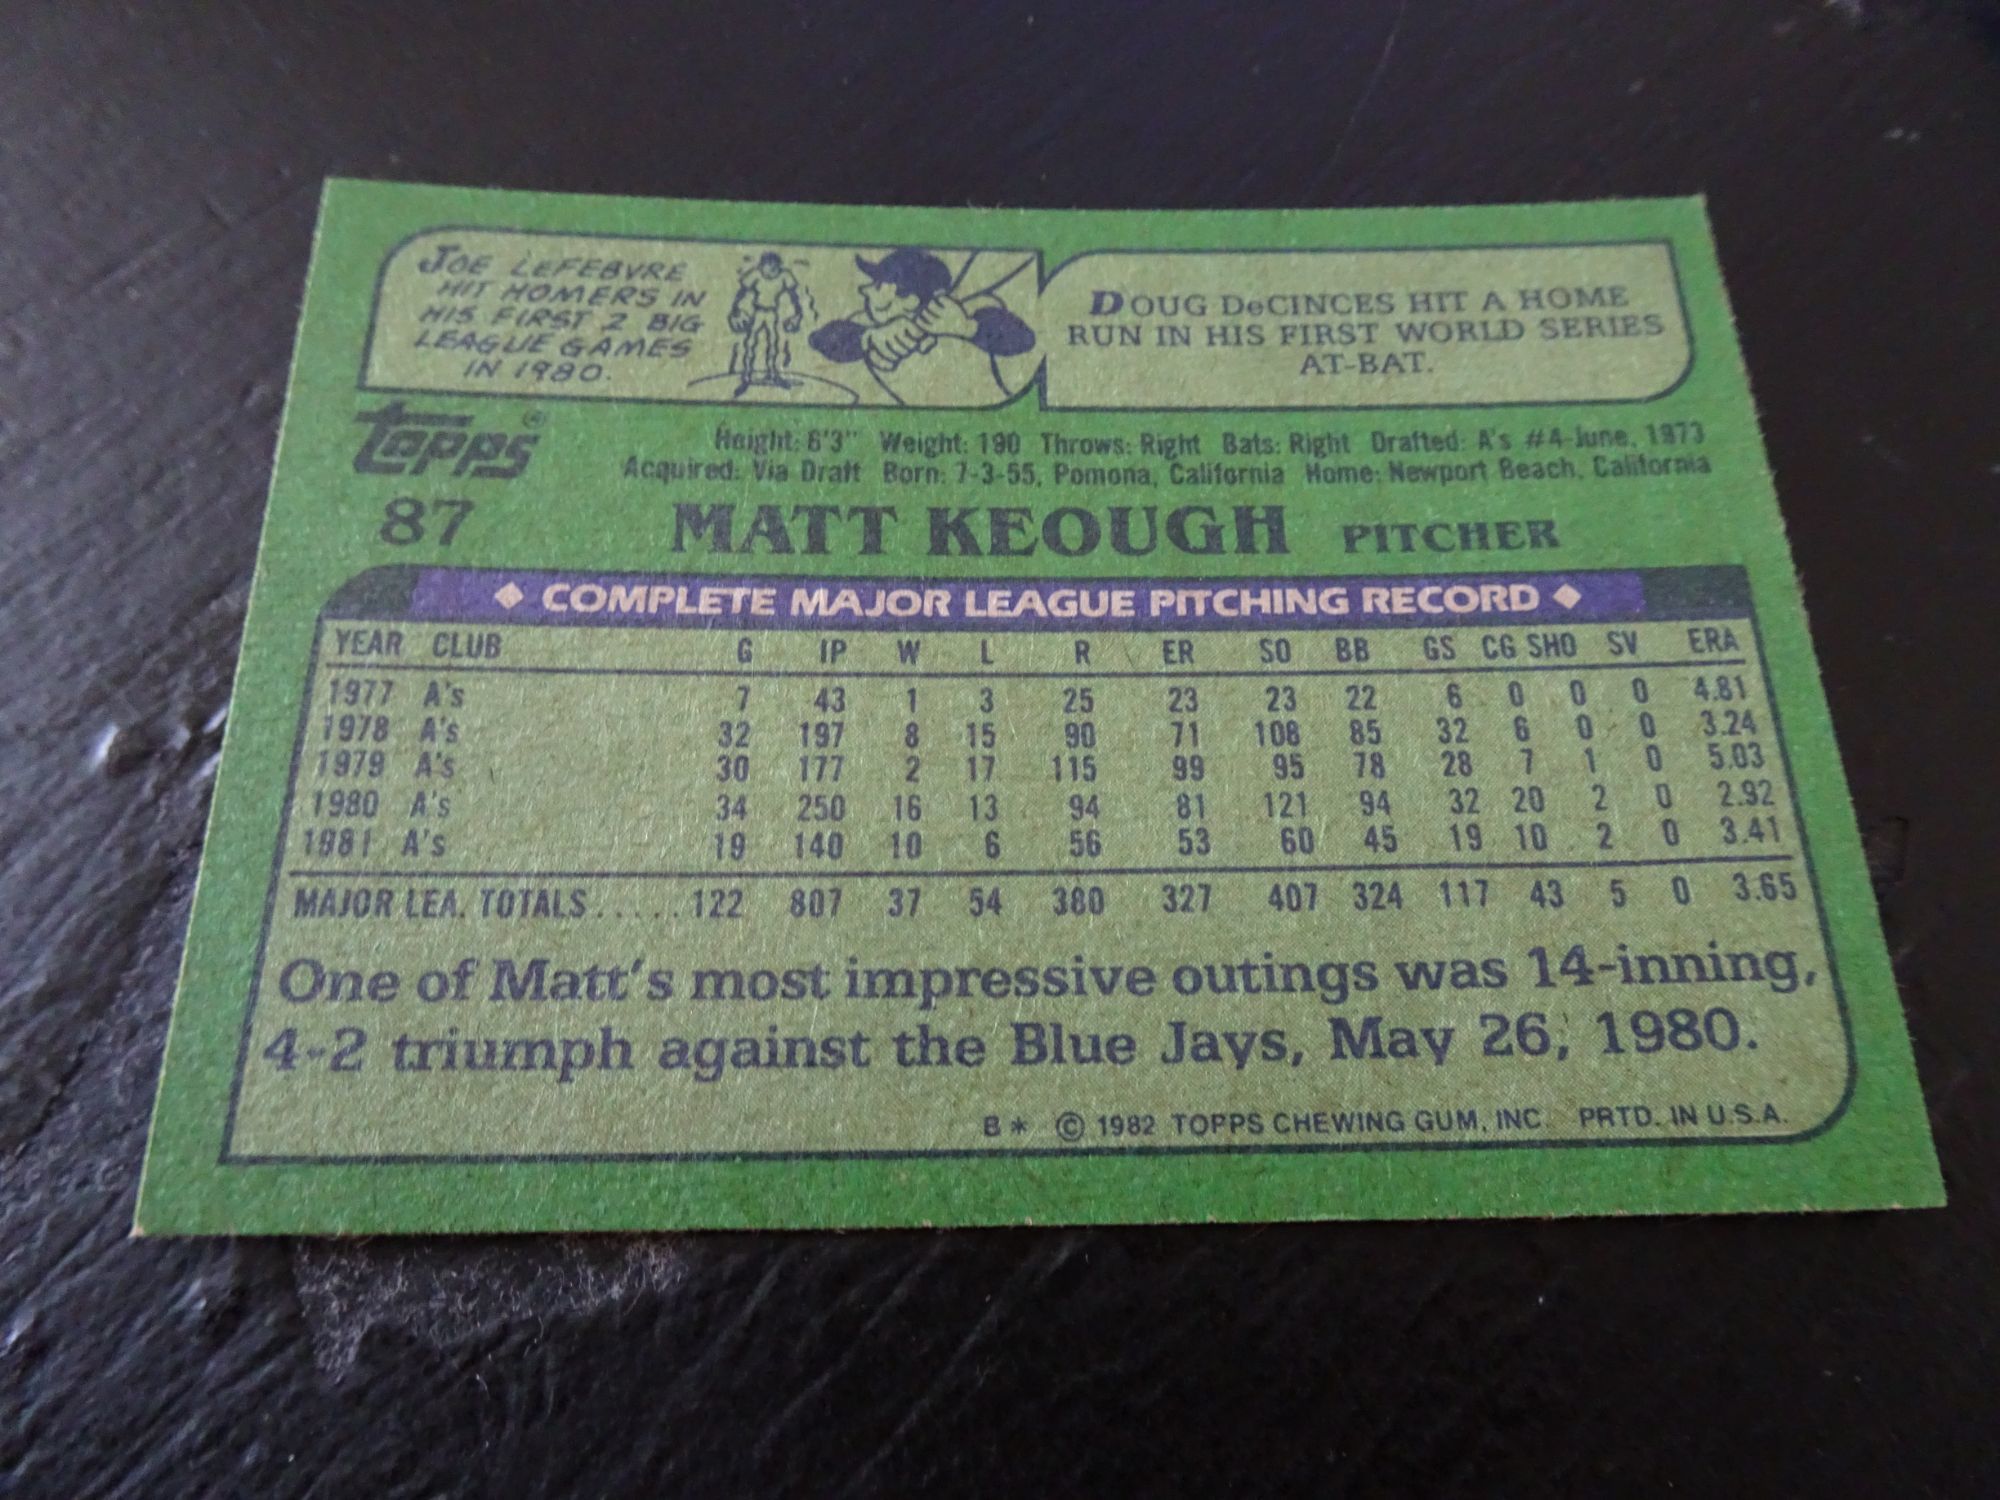 JOE LEFEBVRE
HIT HOMERS IN
HIS FIRST 2 BIG
LEAGUE GAMES
IN 1980.
DOUG DeCINCES HIT A HOME
RUN IN HIS FIRST WORLD SERIES
AT-BAT.
Topps®
Height: 6'3" Weight: 190 Throws: Right Bats: Right Drafted: A's #4-June, 1973
Acquired: Via Draft Born: 7-3-55, Pomona, California Home: Newport Beach, California
87 MATT KEOUGH PITCHER
◆ COMPLETE MAJOR LEAGUE PITCHING RECORD ◆
YEAR CLUB G IP W L R ER SO BB GS CG SHO SV ERA
1977 A's 7 43 1 3 25 23 23 22 6 0 0 0 4.81
1978 A's 32 197 8 15 90 71 108 85 32 6 0 0 3.24
1979 A's 30 177 2 17 115 99 95 78 28 7 1 0 5.03
1980 A's 34 250 16 13 94 81 121 94 32 20 2 0 2.92
1981 A's 19 140 10 6 56 53 60 45 19 10 2 0 3.41
MAJOR LEA. TOTALS..... 122 807 37 54 380 327 407 324 117 43 5 0 3.65
One of Matt's most impressive outings was 14-inning,
4-2 triumph against the Blue Jays, May 26, 1980.
B* © 1982 TOPPS CHEWING GUM, INC. PRTD. IN U.S.A.